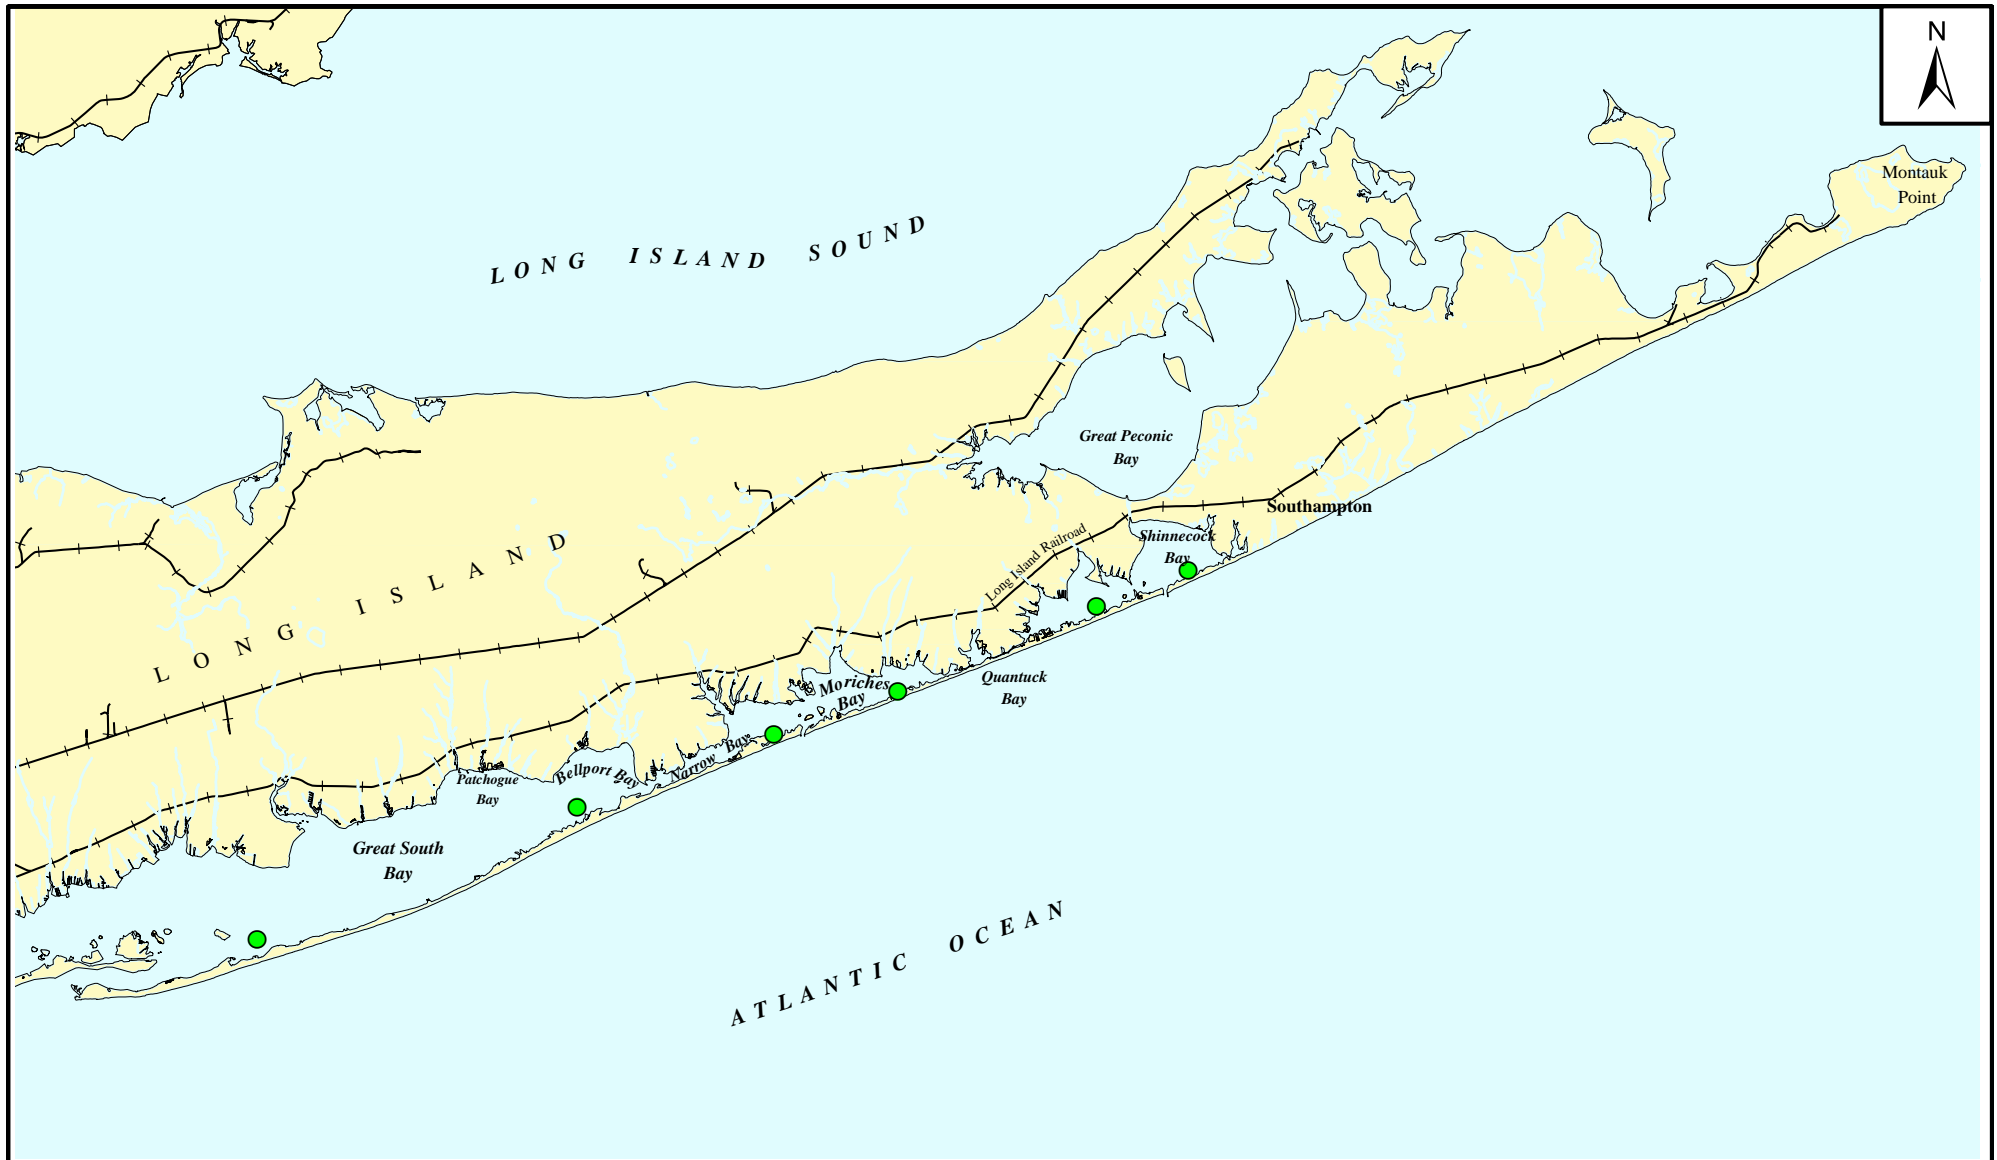 N
Montauk
Point
LONG ISLAND SOUND
Great Peconic
Bay
Southampton
Long Island Railroad
Shinnecock
Bay
LONG ISLAND
Moriches
Bay
Quantuck
Bay
Narrow Bay
Bellport Bay
Patchogue
Bay
Great South
Bay
ATLANTIC OCEAN